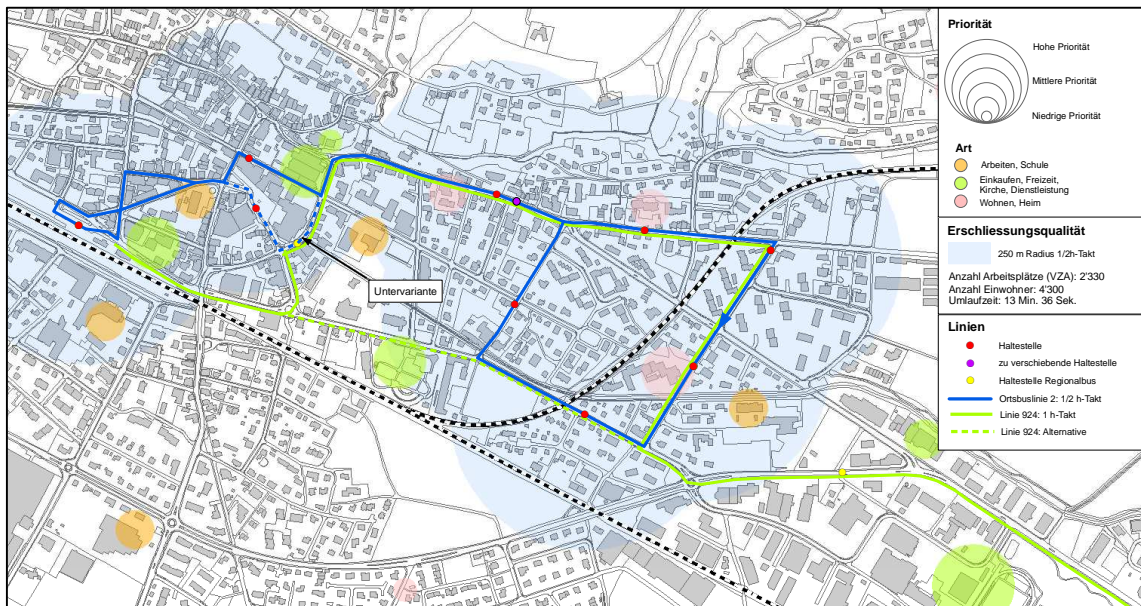 Untervariante
Priorität
Hohe Priorität
Mittlere Priorität
Niedrige Priorität
Art
Arbeiten, Schule
Einkaufen, Freizeit,
Kirche, Dienstleistung
Wohnen, Heim
Erschliessungsqualität
250 m Radius 1/2h-Takt
Anzahl Arbeitsplätze (VZA): 2'330
Anzahl Einwohner: 4'300
Umlaufzeit: 13 Min. 36 Sek.
Linien
Haltestelle
zu verschiebende Haltestelle
Haltestelle Regionalbus
Ortsbuslinie 2: 1/2 h-Takt
Linie 924: 1 h-Takt
Linie 924: Alternative